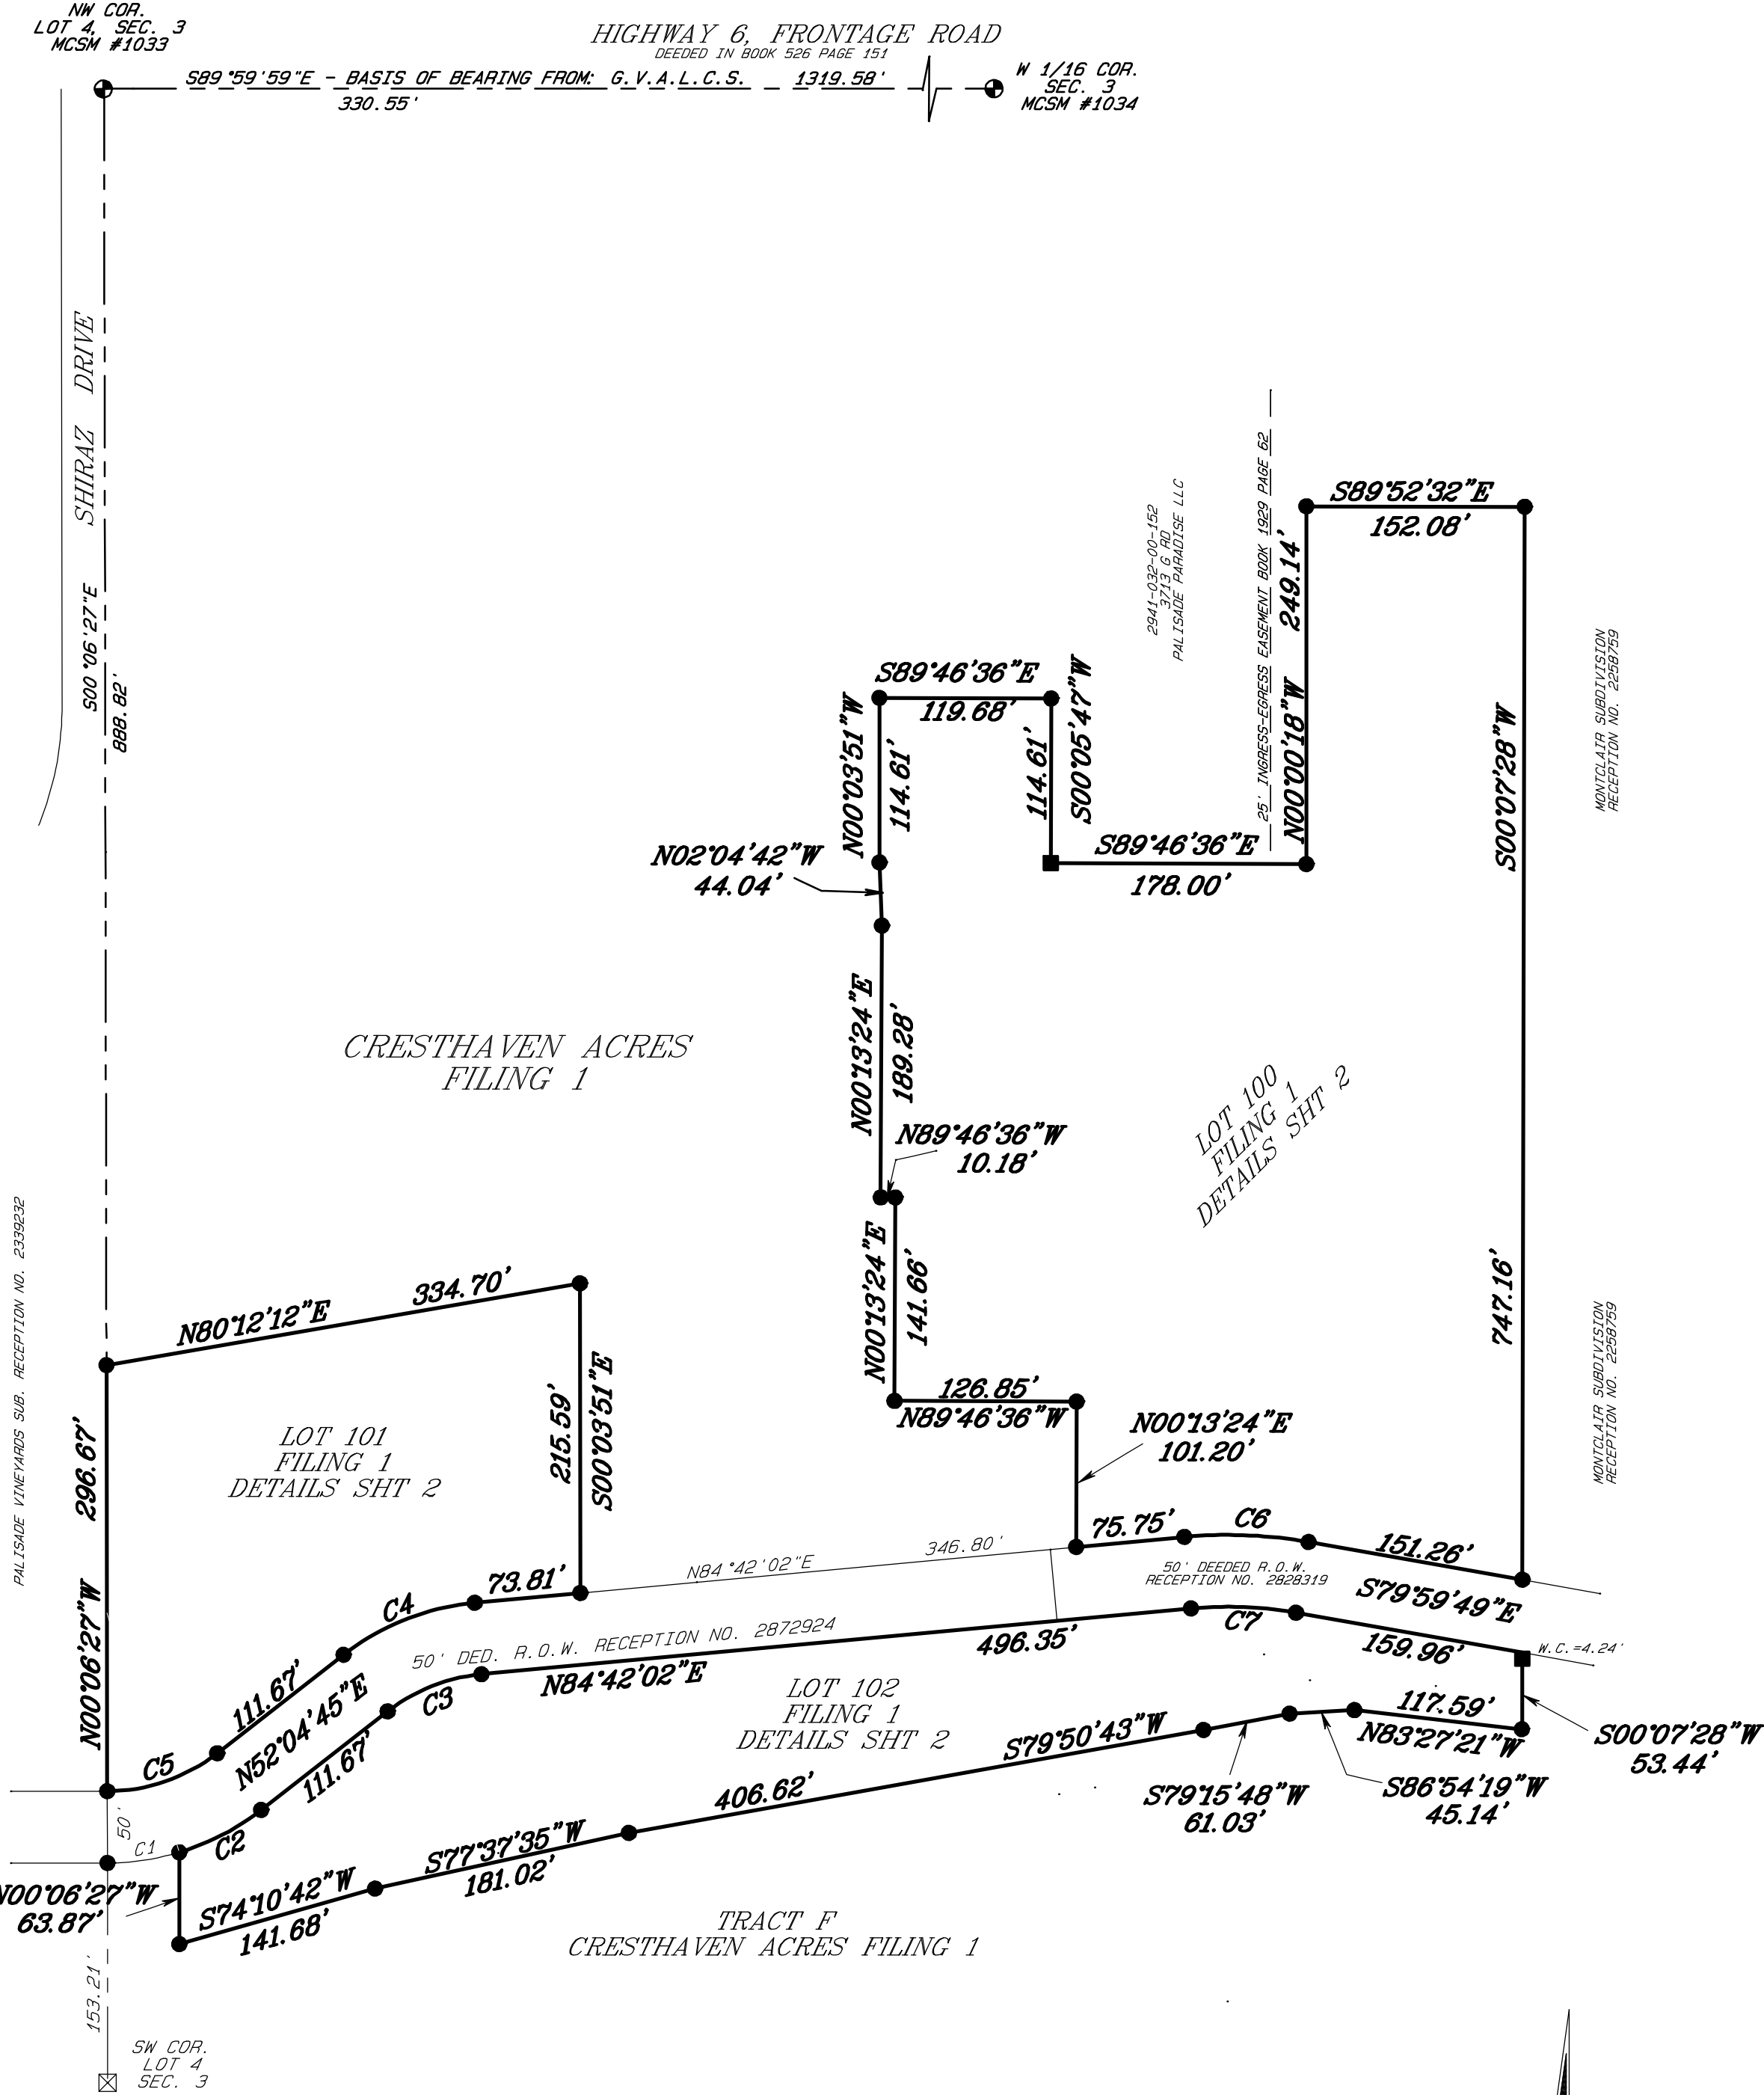 NW COR.
LOT 4, SEC. 3
MCSM #1033
HIGHWAY 6, FRONTAGE ROAD
DEEDED IN BOOK 526 PAGE 151
S89°59'59"E - BASIS OF BEARING FROM: G.V.A.L.C.S. 1319.58'
330.55'
W 1/16 COR.
SEC. 3
MCSM #1034
SHIRAZ DRIVE
S00°06'27"E
888.82'
2941-032-00-152
3713 G RD
PALISADE PARADISE LLC
25' INGRESS-EGRESS EASEMENT BOOK 1929 PAGE 62
N00°00'18"W 249.14'
S89°52'32"E
152.08'
S00°07'28"W
747.16'
MONTCLAIR SUBDIVISION
RECEPTION NO. 2258759
S89°46'36"E
119.68'
N00°03'51"W
114.61'
114.61'
S00°05'47"W
S89°46'36"E
178.00'
N02°04'42"W
44.04'
N00°13'24"E
189.28'
CRESTHAVEN ACRES
FILING 1
N89°46'36"W
10.18'
LOT 100
FILING 1
DETAILS SHT 2
N00°13'24"E
141.66'
126.85'
N89°46'36"W
N00°13'24"E
101.20'
MONTCLAIR SUBDIVISION
RECEPTION NO. 2258759
PALISADE VINEYARDS SUB. RECEPTION NO. 2339232
N80°12'12"E 334.70'
N00°06'27"W 296.67'
LOT 101
FILING 1
DETAILS SHT 2
215.59'
S00°03'51"E
75.75'
C6
151.26'
S79°59'49"E
50' DEEDED R.O.W.
RECEPTION NO. 2828319
N84°42'02"E 346.80'
73.81'
C4
111.67'
C5
N52°04'45"E
50' DED. R.O.W. RECEPTION NO. 2872924
C3
111.67'
N84°42'02"E
496.35'
C7
159.96'
W.C.=4.24'
LOT 102
FILING 1
DETAILS SHT 2
117.59'
N83°27'21"W
S00°07'28"W
53.44'
S86°54'19"W
45.14'
S79°15'48"W
61.03'
S79°50'43"W
406.62'
50'
C1
C2
S77°37'35"W
181.02'
N00°06'27"W
63.87'
S74°10'42"W
141.68'
TRACT F
CRESTHAVEN ACRES FILING 1
153.21'
SW COR.
LOT 4
SEC. 3